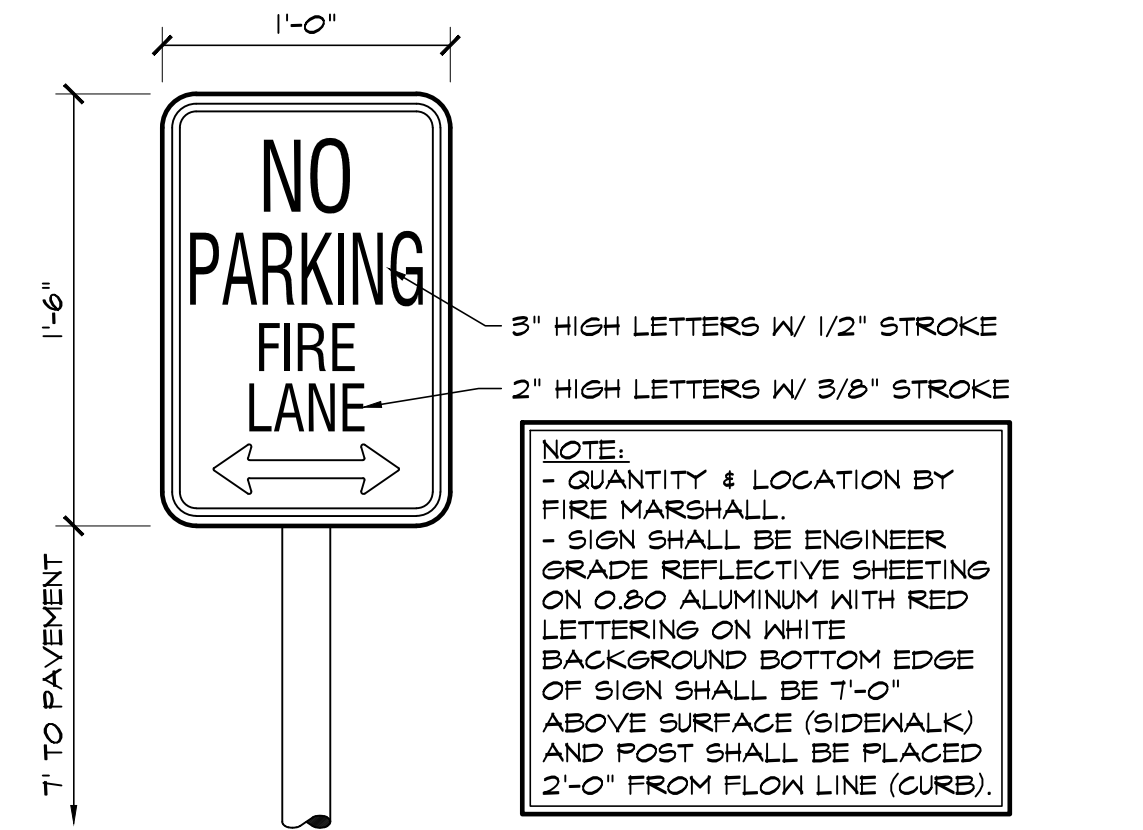 1'-0"
NO
PARKING
FIRE
LANE
1'-6"
7' TO PAVEMENT
3" HIGH LETTERS W/ 1/2" STROKE
2" HIGH LETTERS W/ 3/8" STROKE
NOTE:
- QUANTITY & LOCATION BY
FIRE MARSHALL.
- SIGN SHALL BE ENGINEER
GRADE REFLECTIVE SHEETING
ON 0.80 ALUMINUM WITH RED
LETTERING ON WHITE
BACKGROUND BOTTOM EDGE
OF SIGN SHALL BE 7'-0"
ABOVE SURFACE (SIDEWALK)
AND POST SHALL BE PLACED
2'-0" FROM FLOW LINE (CURB).